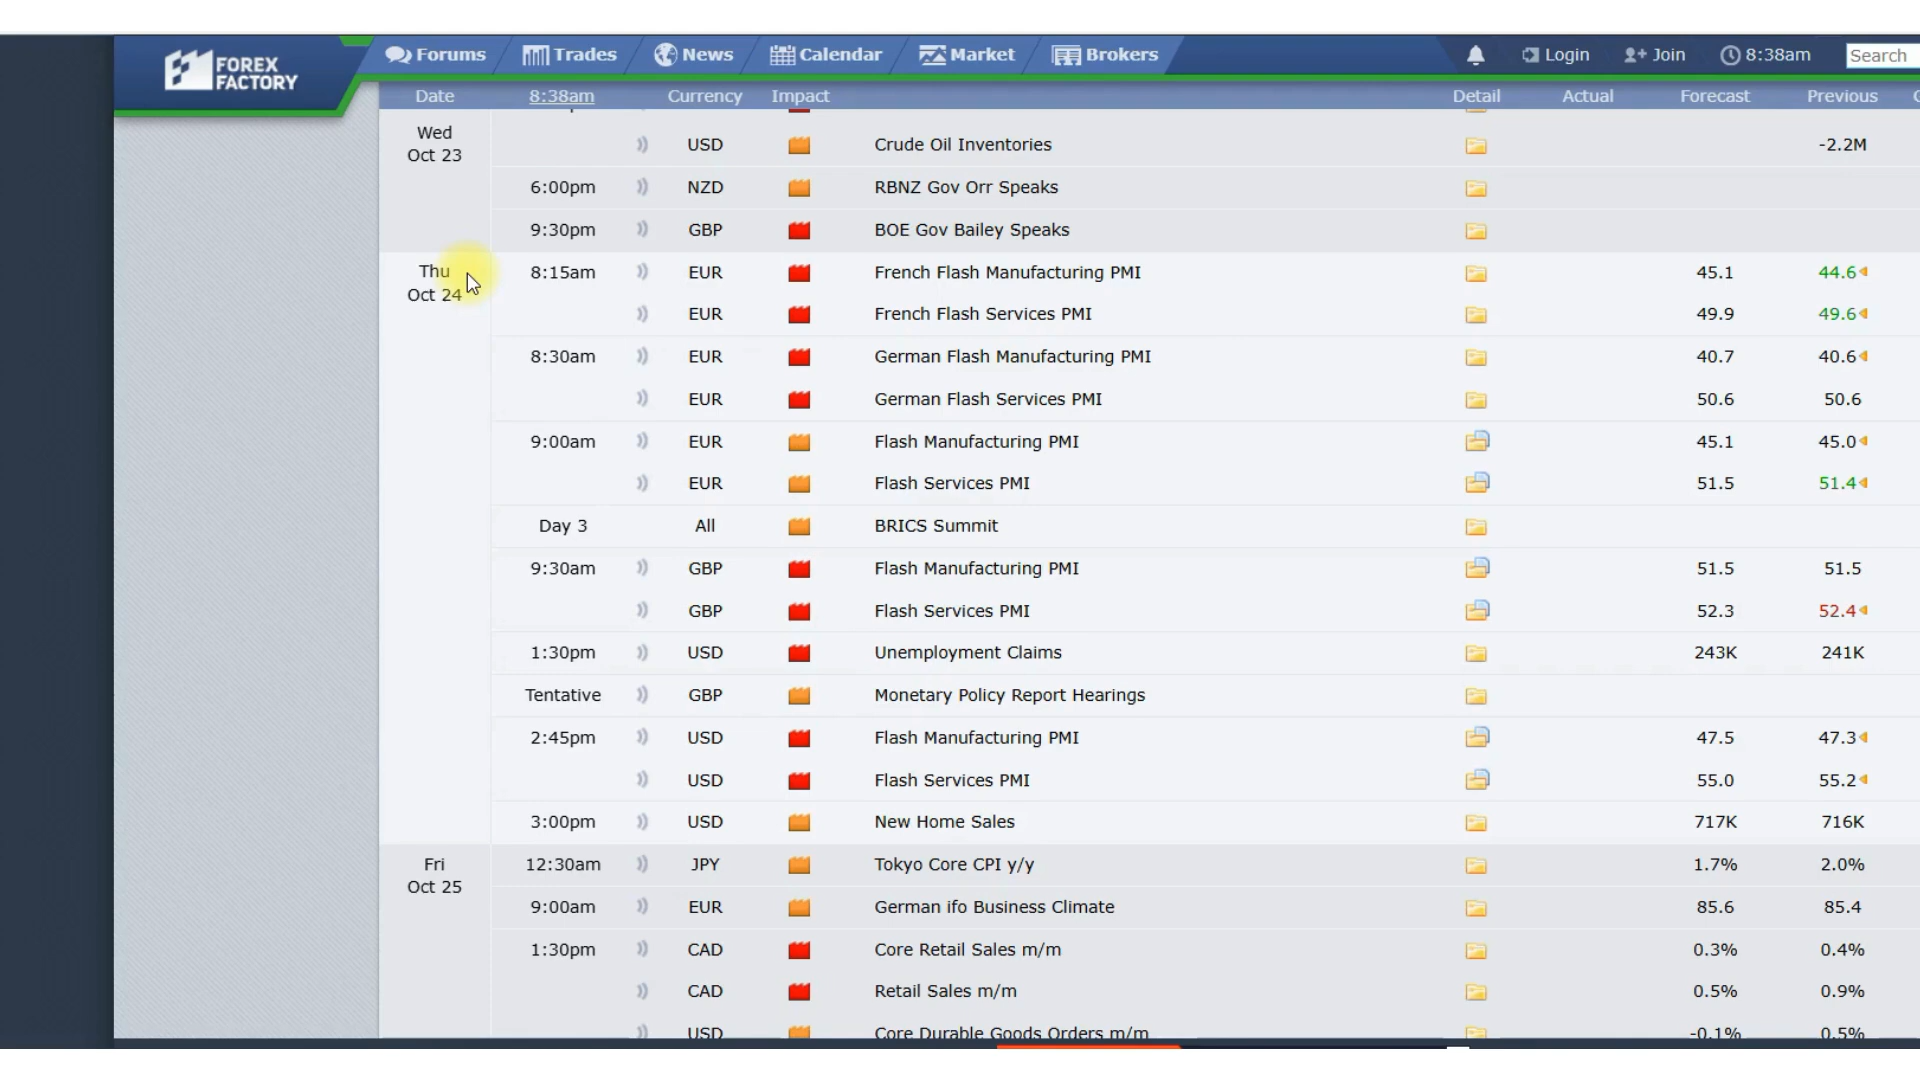 FOREX
FACTORY
Forums Trades News Calendar Market Brokers Login Join 8:38am Search
Date 8:38am Currency Impact Detail Actual Forecast Previous
Wed
Oct 23
USD Crude Oil Inventories -2.2M
6:00pm NZD RBNZ Gov Orr Speaks
9:30pm GBP BOE Gov Bailey Speaks
Thu
Oct 24
8:15am EUR French Flash Manufacturing PMI 45.1 44.6
EUR French Flash Services PMI 49.9 49.6
8:30am EUR German Flash Manufacturing PMI 40.7 40.6
EUR German Flash Services PMI 50.6 50.6
9:00am EUR Flash Manufacturing PMI 45.1 45.0
EUR Flash Services PMI 51.5 51.4
Day 3 All BRICS Summit
9:30am GBP Flash Manufacturing PMI 51.5 51.5
GBP Flash Services PMI 52.3 52.4
1:30pm USD Unemployment Claims 243K 241K
Tentative GBP Monetary Policy Report Hearings
2:45pm USD Flash Manufacturing PMI 47.5 47.3
USD Flash Services PMI 55.0 55.2
3:00pm USD New Home Sales 717K 716K
Fri
Oct 25
12:30am JPY Tokyo Core CPI y/y 1.7% 2.0%
9:00am EUR German ifo Business Climate 85.6 85.4
1:30pm CAD Core Retail Sales m/m 0.3% 0.4%
CAD Retail Sales m/m 0.5% 0.9%
USD Core Durable Goods Orders m/m -0.1% 0.5%